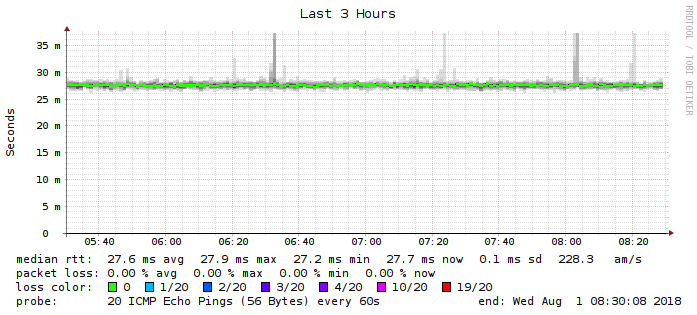 Last 3 Hours
RRDTOOL / TOBI OETIKER
Seconds
35 m
30 m
25 m
20 m
15 m
10 m
5 m
0
05:40 06:00 06:20 06:40 07:00 07:20 07:40 08:00 08:20
median rtt: 27.6 ms avg 27.9 ms max 27.2 ms min 27.7 ms now 0.1 ms sd 228.3 am/s
packet loss: 0.00 % avg 0.00 % max 0.00 % min 0.00 % now
loss color: 0 1/20 2/20 3/20 4/20 10/20 19/20
probe: 20 ICMP Echo Pings (56 Bytes) every 60s end: Wed Aug 1 08:30:08 2018